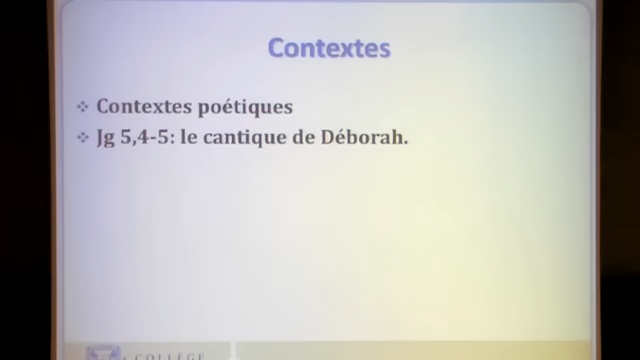 Contextes
Contextes poétiques
Jg 5,4-5: le cantique de Déborah.
COLLÈGE